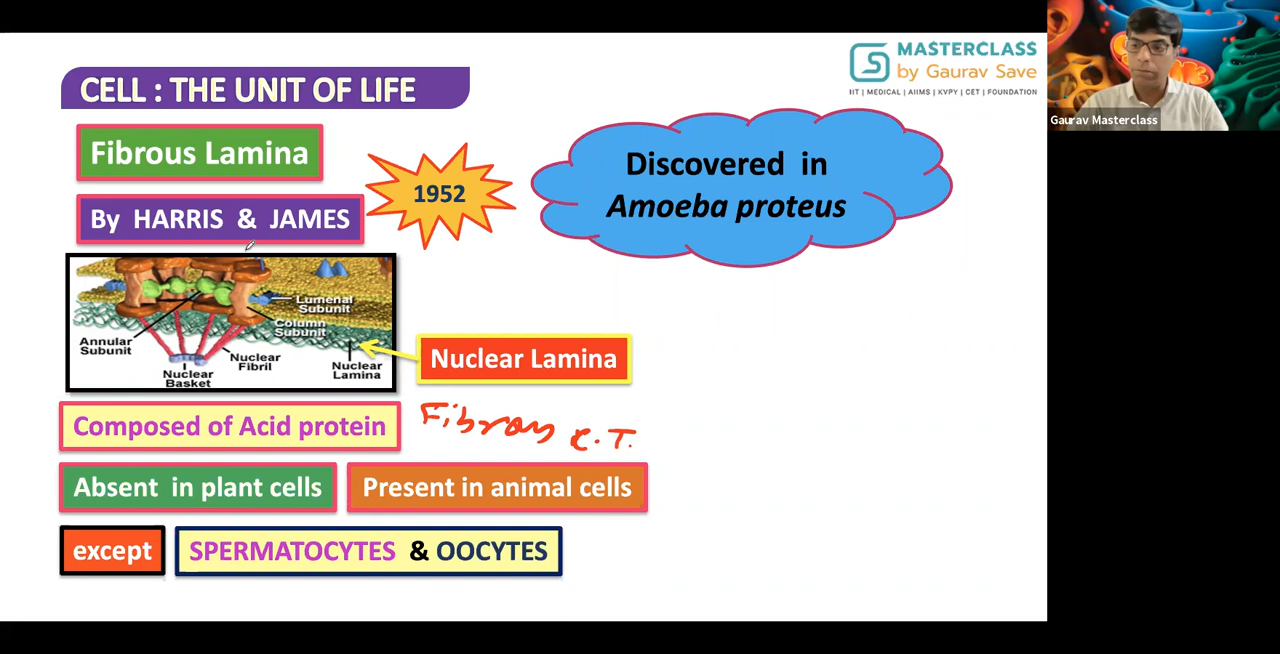 MASTERCLASS
by Gaurav Save
IIT | MEDICAL | AIIMS | KVPY | CET | FOUNDATION
Gaurav Masterclass
CELL : THE UNIT OF LIFE
Fibrous Lamina
By HARRIS & JAMES
1952
Discovered in
Amoeba proteus
Lumenal
Subunit
Column
Subunit
Annular
Subunit
Nuclear
Fibril
Nuclear
Basket
Nuclear
Lamina
Nuclear Lamina
Composed of Acid protein
Fibrous C.T.
Absent in plant cells
Present in animal cells
except
SPERMATOCYTES & OOCYTES